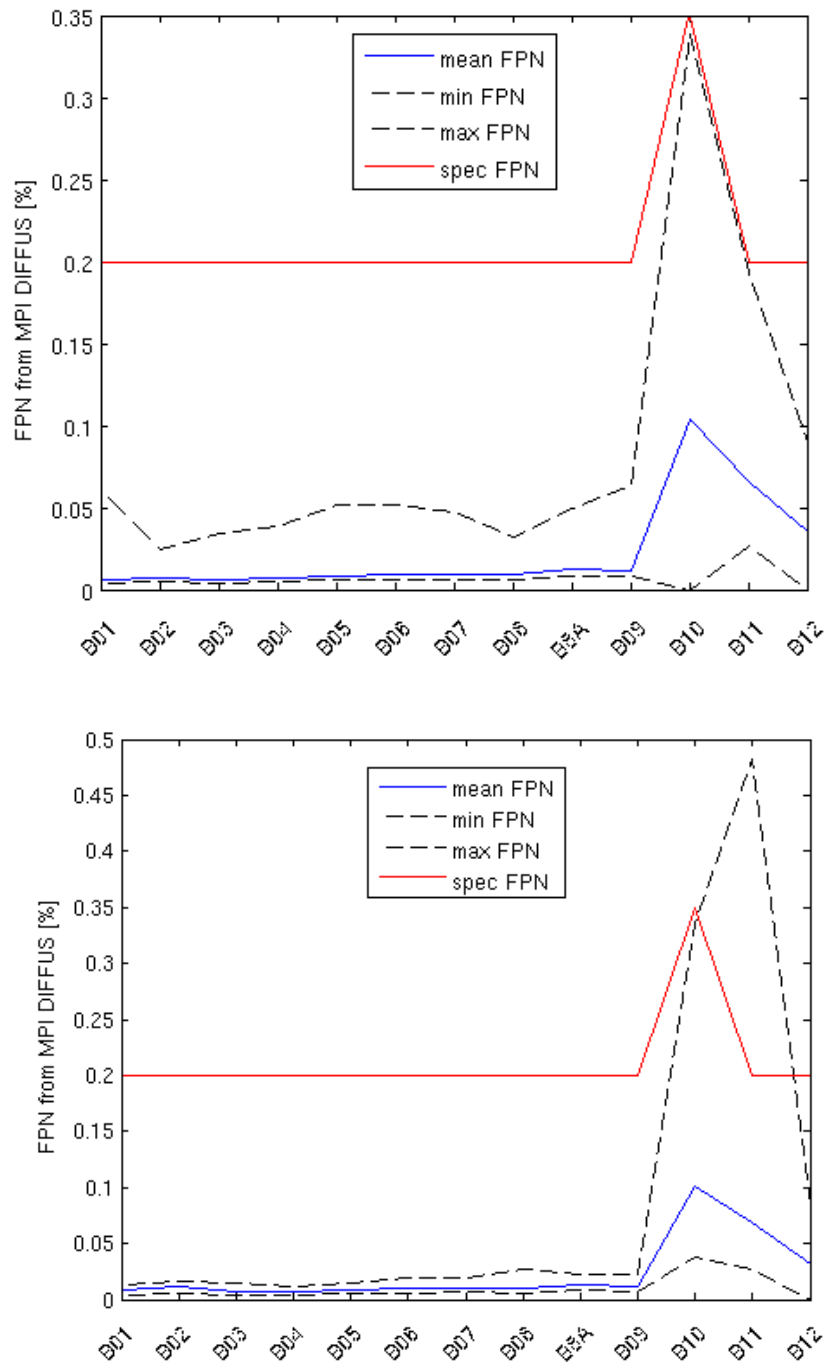 0.35
mean FPN
min FPN
max FPN
spec FPN
0.3
0.25
0.2
0.15
0.1
0.05
0
FPN from MPI DIFFUS [%]
B01 B02 B03 B04 B05 B06 B07 B08 B8A B09 B10 B11 B12
0.5
mean FPN
min FPN
max FPN
spec FPN
0.45
0.4
0.35
0.3
0.25
0.2
0.15
0.1
0.05
0
FPN from MPI DIFFUS [%]
B01 B02 B03 B04 B05 B06 B07 B08 B8A B09 B10 B11 B12